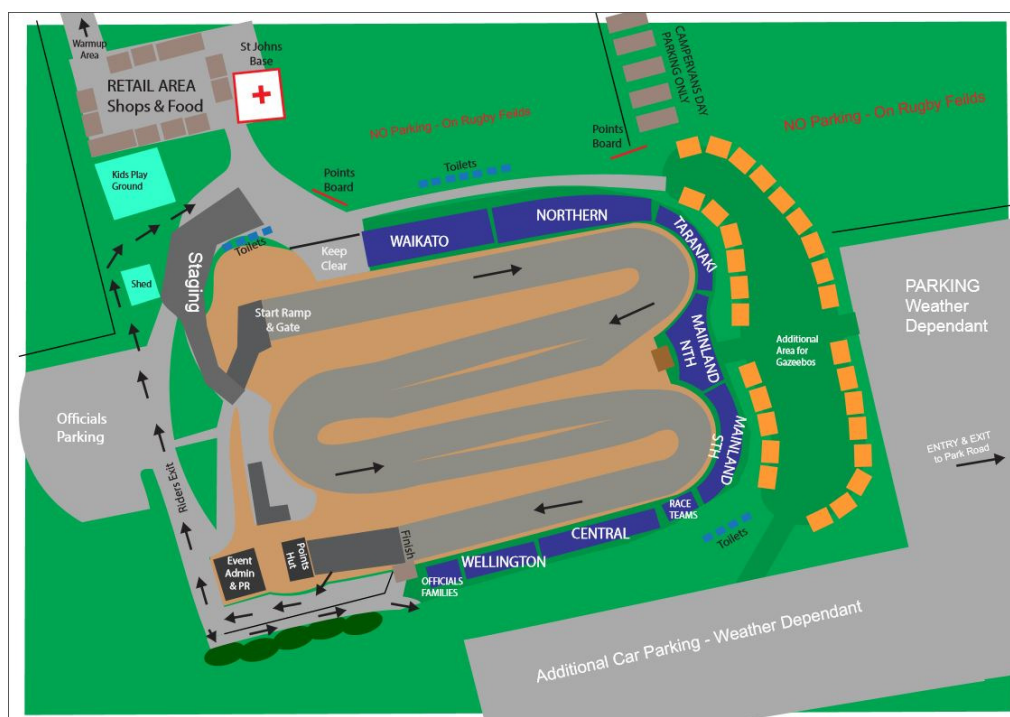 Warmup
Area
St Johns
Base
RETAIL AREA
Shops & Food
CAMPERVANS DAY
PARKING ONLY
NO Parking - On Rugby Feilds
NO Parking - On Rugby Feilds
Points
Board
Toilets
Kids Play
Ground
Points
Board
NORTHERN
WAIKATO
TARANAKI
Toilets
Keep
Clear
Staging
Shed
PARKING
Weather
Dependant
Start Ramp
& Gate
MAINLAND
NTH
Additional
Area for
Gazeebos
Officials
Parking
MAINLAND
STH
ENTRY & EXIT
to Park Road
Riders Exit
RACE
TEAMS
Toilets
CENTRAL
Finish
Points
Hut
WELLINGTON
Event
Admin
& PR
OFFICIALS
FAMILIES
Additional Car Parking - Weather Dependant